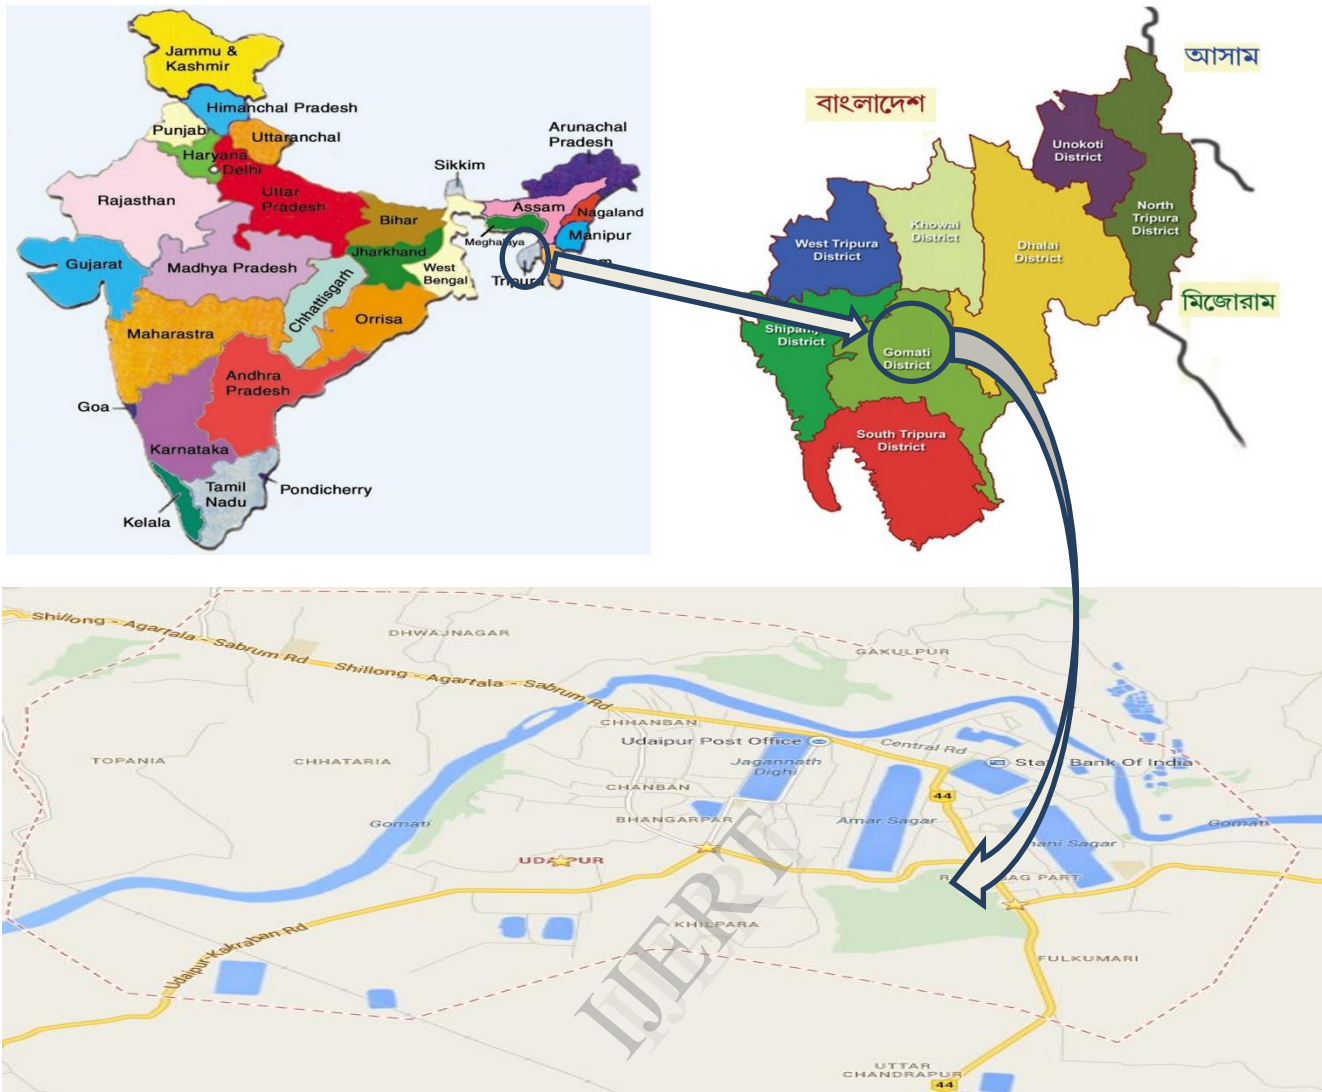 Jammu &
Kashmir
Himanchal Pradesh
Punjab
Uttaranchal
Haryana
Delhi
Rajasthan
Uttar
Pradesh
Sikkim
Arunachal
Pradesh
Assam
Nagaland
Bihar
Meghalaya
Manipur
Gujarat
Madhya Pradesh
Jharkhand
West
Bengal
Tripura
Chhattisgarh
Maharastra
Orrisa
Andhra
Pradesh
Goa
Karnataka
Tamil
Nadu
Pondicherry
Kelala
বাংলাদেশ
আসাম
Unokoti
District
North
Tripura
District
Khowai
District
West Tripura
District
Dhalai
District
মিজোরাম
District
Gomati
District
South Tripura
District
Shillong - Agartala - Sabrum Rd
Shillong - Agartala - Sabrum Rd
DHWAJNAGAR
GAKULPUR
CHHANBAN
Udaipur Post Office
Central Rd
Jagannath
Dighi
State Bank Of India
TOPANIA
CHHATARIA
CHANBAN
44
Gomati
BHANGARPAR
Amar Sagar
Sagar
Gomati
UDAIPUR
PART
KHILPARA
Udaipur-Kakraban Rd
FULKUMARI
UTTAR
CHANDRAPUR
44
IJERT